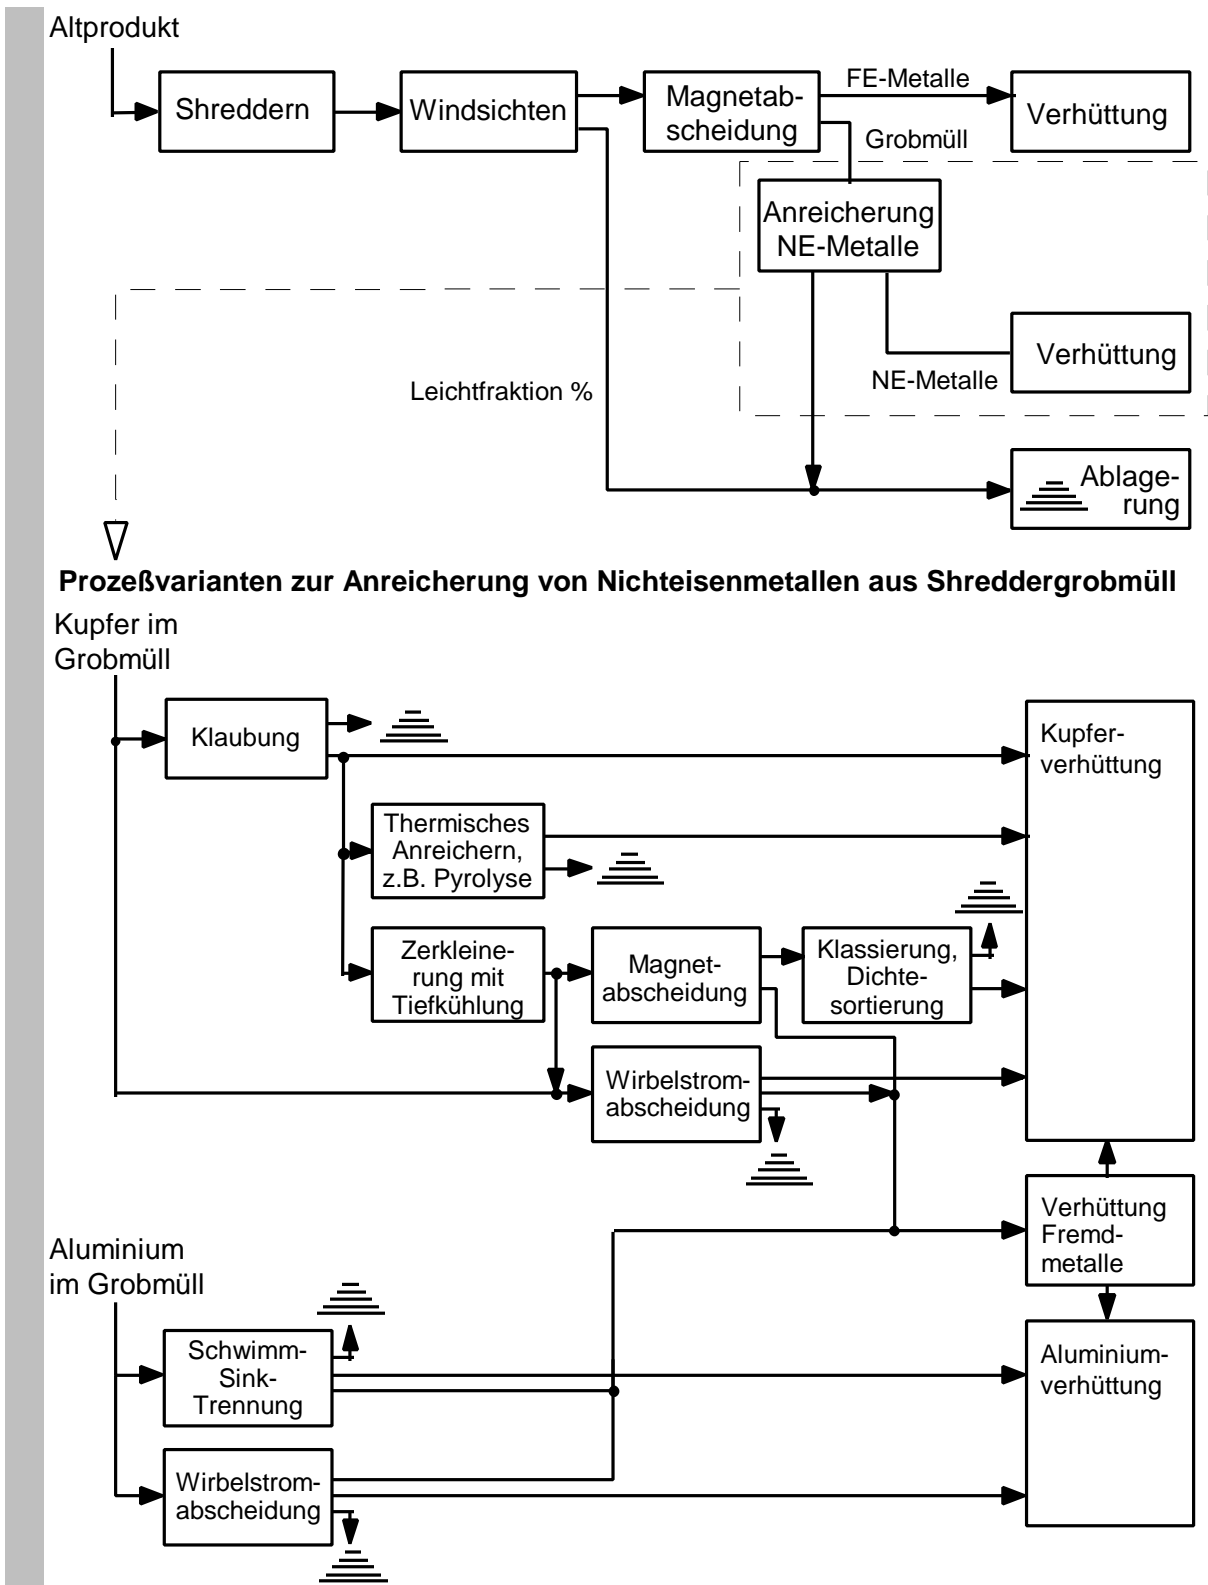 Altprodukt
Shreddern
Windsichten
Magnetab-
scheidung
FE-Metalle
Verhüttung
Grobmüll
Anreicherung
NE-Metalle
Verhüttung
NE-Metalle
Leichtfraktion %
Ablage-
rung
Prozeßvarianten zur Anreicherung von Nichteisenmetallen aus Shreddergrobmüll
Kupfer im
Grobmüll
Klaubung
Kupfer-
verhüttung
Thermisches
Anreichern,
z.B. Pyrolyse
Zerkleine-
rung mit
Tiefkühlung
Magnet-
abscheidung
Klassierung,
Dichte-
sortierung
Wirbelstrom-
abscheidung
Verhüttung
Fremd-
metalle
Aluminium
im Grobmüll
Schwimm-
Sink-
Trennung
Aluminium-
verhüttung
Wirbelstrom-
abscheidung